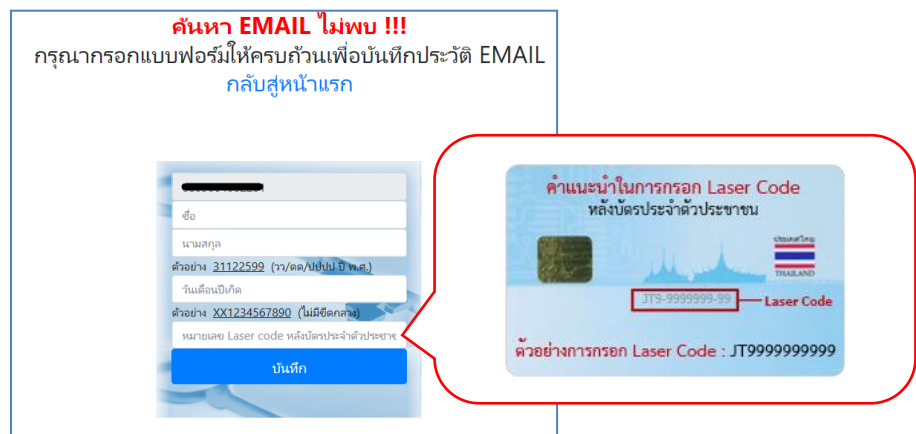 ค้นหา EMAIL ไม่พบ !!!
กรุณากรอกแบบฟอร์มให้ครบถ้วนเพื่อบันทึกประวัติ EMAIL
กลับสู่หน้าแรก
ชื่อ
นามสกุล
ตัวอย่าง 31122599 (วว/ดด/ปปปป ปี พ.ศ.)
วันเดือนปีเกิด
ตัวอย่าง XX1234567890 (ไม่มีขีดกลาง)
หมายเลข Laser code หลังบัตรประจำตัวประชาช
บันทึก
คำแนะนำในการกรอก Laser Code
หลังบัตรประจำตัวประชาชน
ประเทศไทย
THAILAND
JT9-9999999-99
Laser Code
ตัวอย่างการกรอก Laser Code : JT9999999999